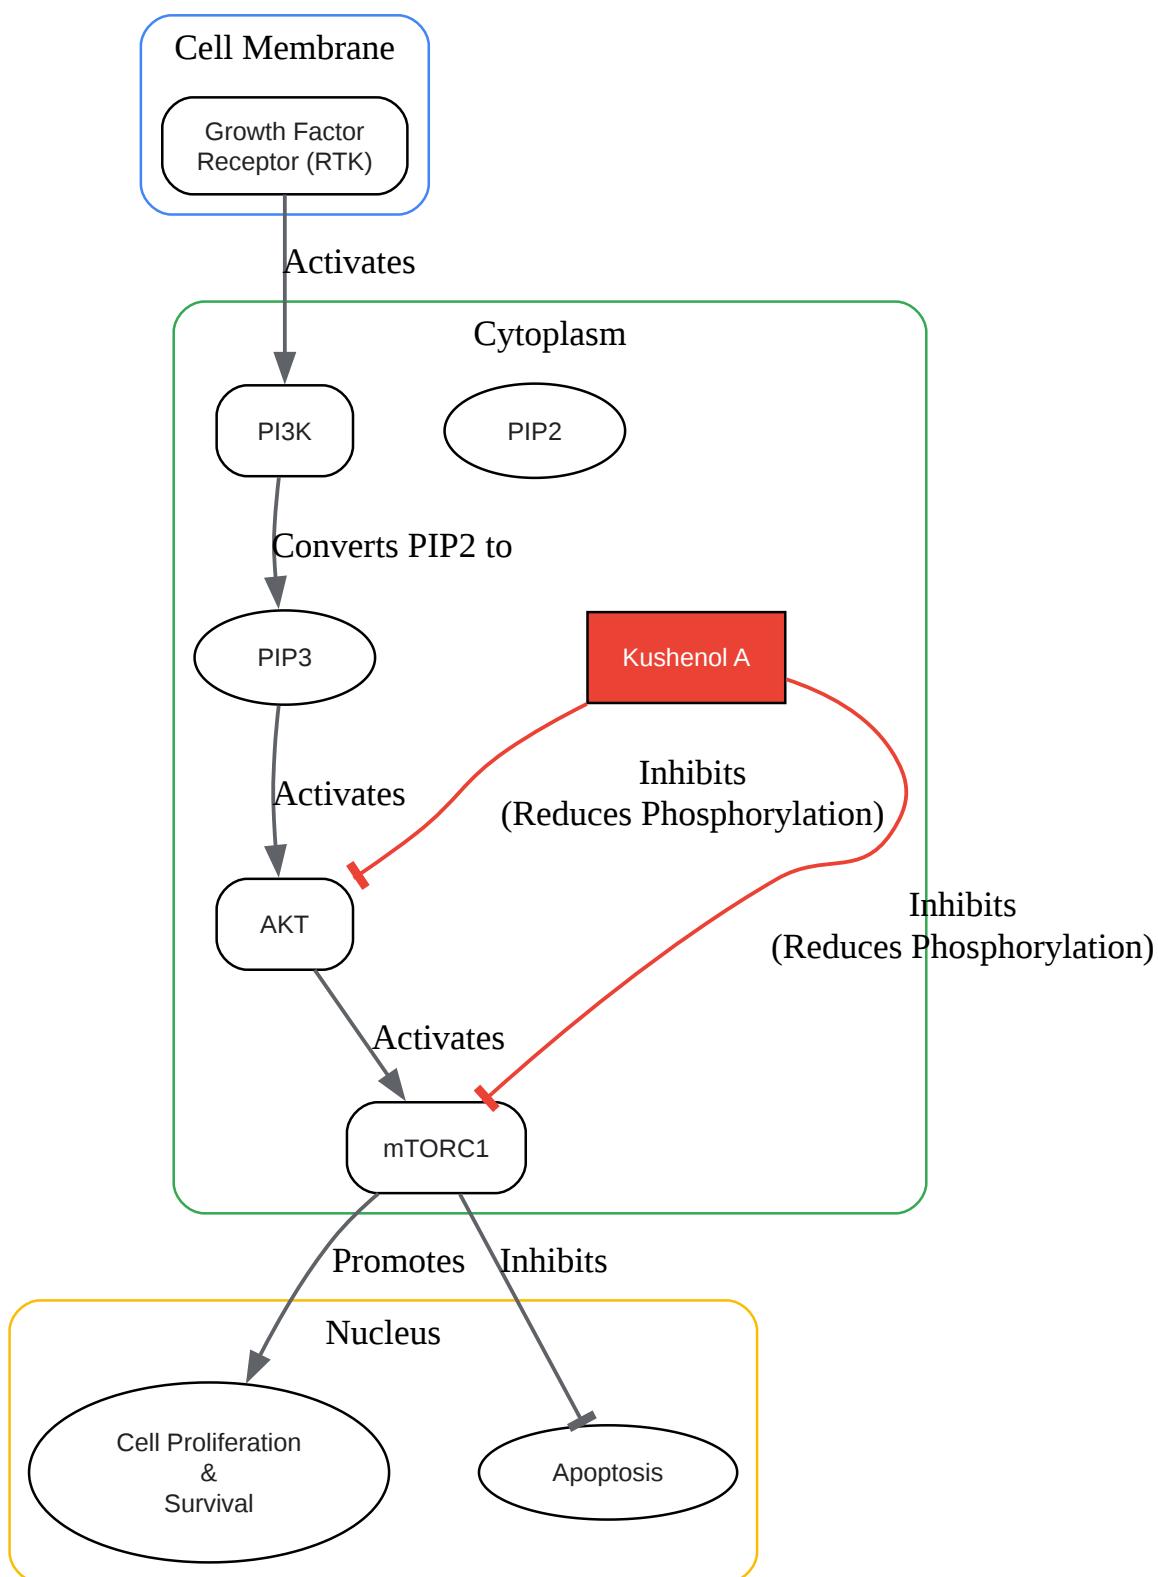 Cell Membrane
Growth Factor
Receptor (RTK)
Activates
Cytoplasm
PI3K
PIP2
Converts PIP2 to
PIP3
Kushenol A
Activates
Inhibits
(Reduces Phosphorylation)
Inhibits
(Reduces Phosphorylation)
AKT
Activates
mTORC1
Promotes
Inhibits
Nucleus
Cell Proliferation
&
Survival
Apoptosis